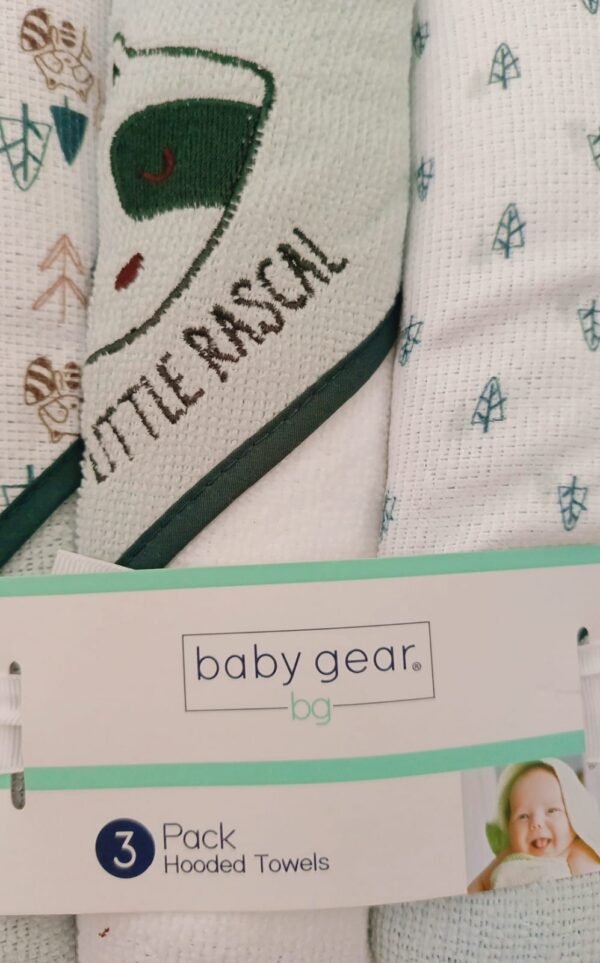 LITTLE RASCAL
baby gear®
bg
3 Pack
Hooded Towels